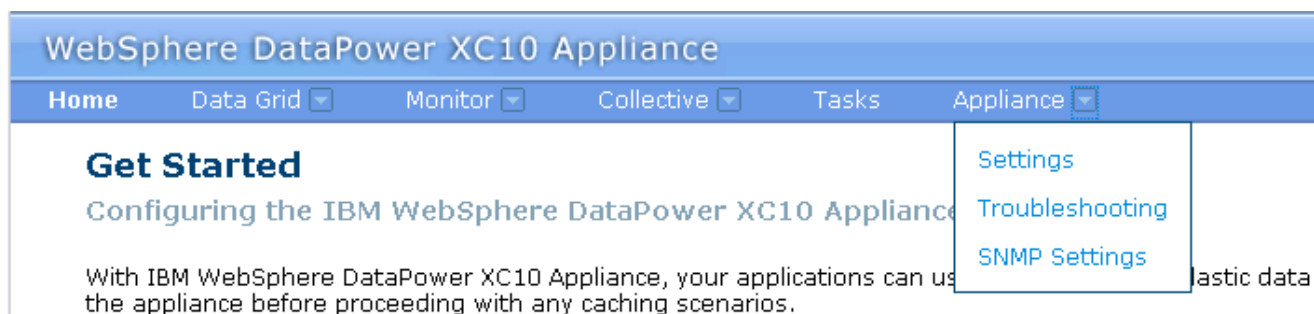 WebSphere DataPower XC10 Appliance
Home Data Grid Monitor Collective Tasks Appliance
Get Started
Configuring the IBM WebSphere DataPower XC10 Appliance
With IBM WebSphere DataPower XC10 Appliance, your applications can us
lastic data
the appliance before proceeding with any caching scenarios.
Settings
Troubleshooting
SNMP Settings